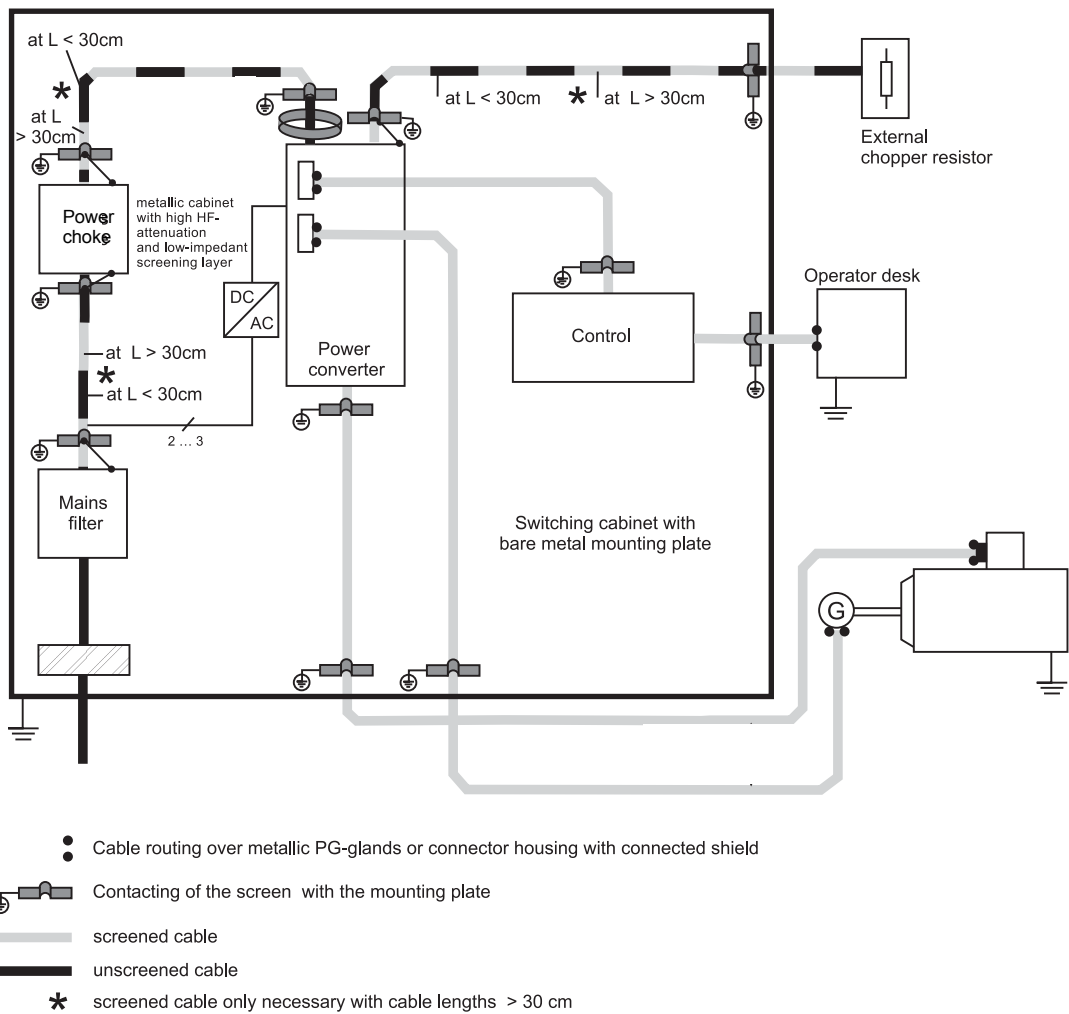 at L < 30cm
*
at L
> 30cm
at L < 30cm
*
at L > 30cm
External
chopper resistor
Power
choke
metallic cabinet
with high HF-
attenuation
and low-impedant
screening layer
DC
AC
Power
converter
Control
Operator desk
at L > 30cm
*
at L < 30cm
2 ... 3
Mains
filter
Switching cabinet with
bare metal mounting plate
G
Cable routing over metallic PG-glands or connector housing with connected shield
Contacting of the screen with the mounting plate
screened cable
unscreened cable
* screened cable only necessary with cable lengths > 30 cm